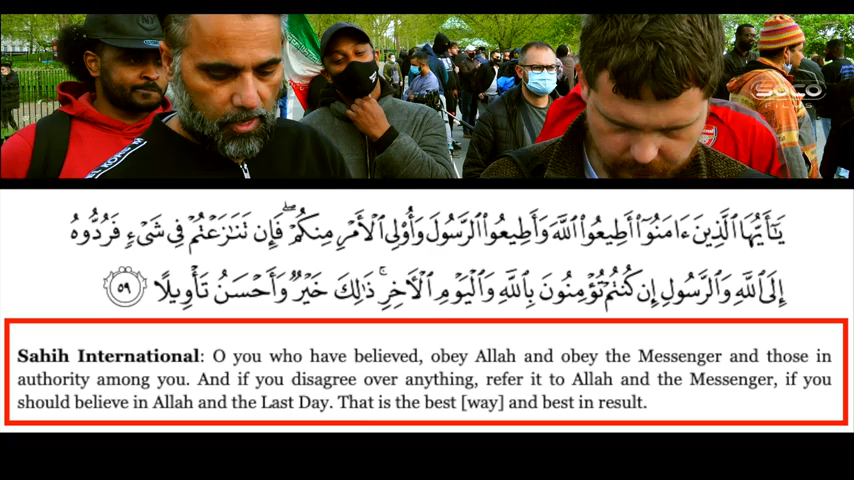 SOCO
FILMS
يَـٰٓأَيُّهَا ٱلَّذِينَ ءَامَنُوٓا۟ أَطِيعُوا۟ ٱللَّهَ وَأَطِيعُوا۟ ٱلرَّسُولَ وَأُو۟لِى ٱلْأَمْرِ مِنكُمْ ۖ فَإِن تَنَـٰزَعْتُمْ فِى شَىْءٍ فَرُدُّوهُ
إِلَى ٱللَّهِ وَٱلرَّسُولِ إِن كُنتُمْ تُؤْمِنُونَ بِٱللَّهِ وَٱلْيَوْمِ ٱلْـَٔاخِرِ ۚ ذَٰلِكَ خَيْرٌ وَأَحْسَنُ تَأْوِيلًا ٥٩
Sahih International: O you who have believed, obey Allah and obey the Messenger and those in
authority among you. And if you disagree over anything, refer it to Allah and the Messenger, if you
should believe in Allah and the Last Day. That is the best [way] and best in result.